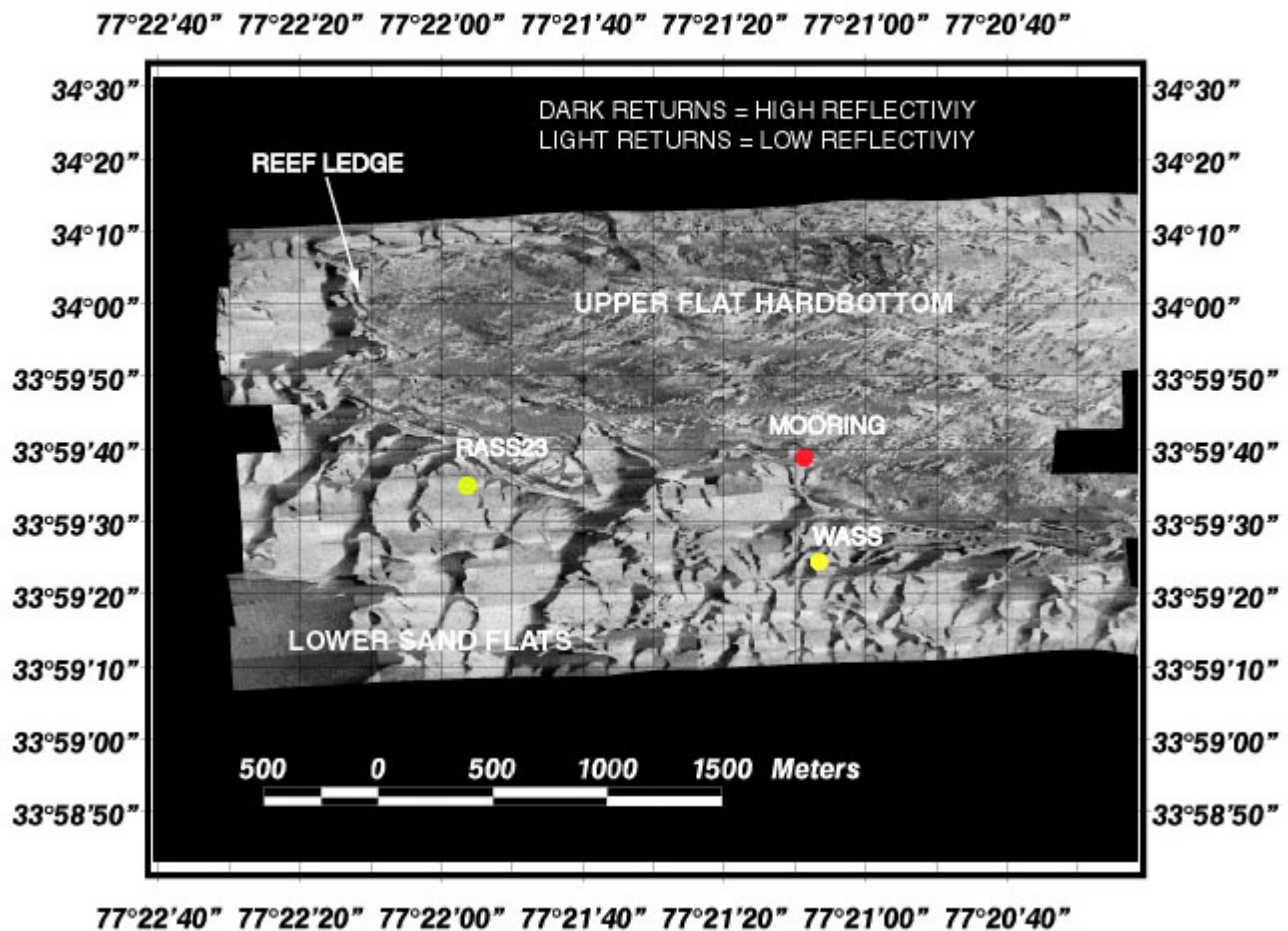 77°22'40" 77°22'20" 77°22'00" 77°21'40" 77°21'20" 77°21'00" 77°20'40"
34°30" 34°30"
DARK RETURNS = HIGH REFLECTIVIY
LIGHT RETURNS = LOW REFLECTIVIY
34°20" 34°20"
REEF LEDGE
34°10" 34°10"
34°00" UPPER FLAT HARDBOTTOM 34°00"
33°59'50" 33°59'50"
MOORING
33°59'40" RASS23 33°59'40"
33°59'30" 33°59'30"
WASS
33°59'20" 33°59'20"
LOWER SAND FLATS
33°59'10" 33°59'10"
33°59'00" 33°59'00"
500 0 500 1000 1500 Meters
33°58'50" 33°58'50"
77°22'40" 77°22'20" 77°22'00" 77°21'40" 77°21'20" 77°21'00" 77°20'40"